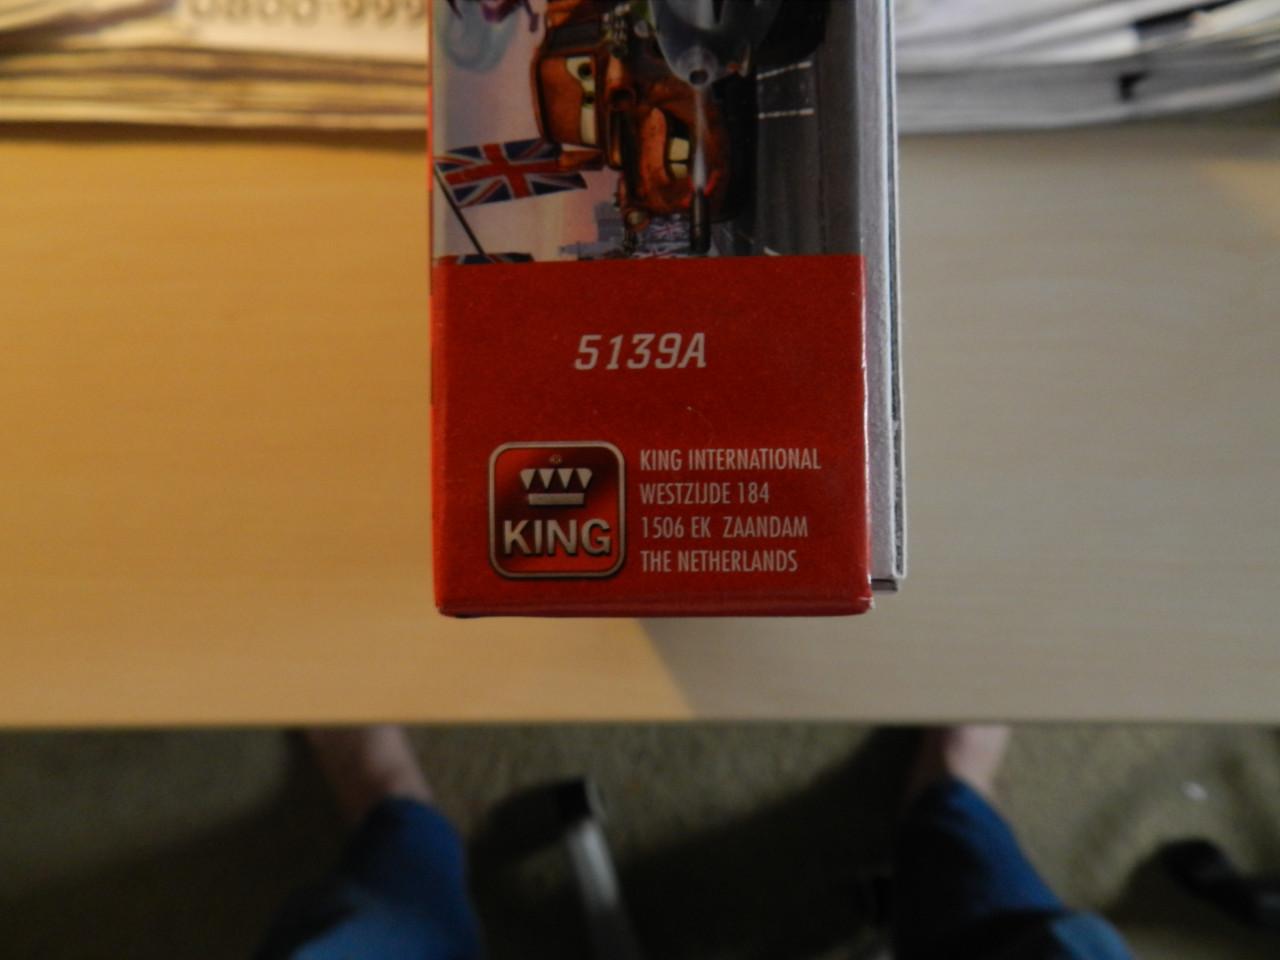 5139A
KING
KING INTERNATIONAL
WESTZIJDE 184
1506 EK ZAANDAM
THE NETHERLANDS